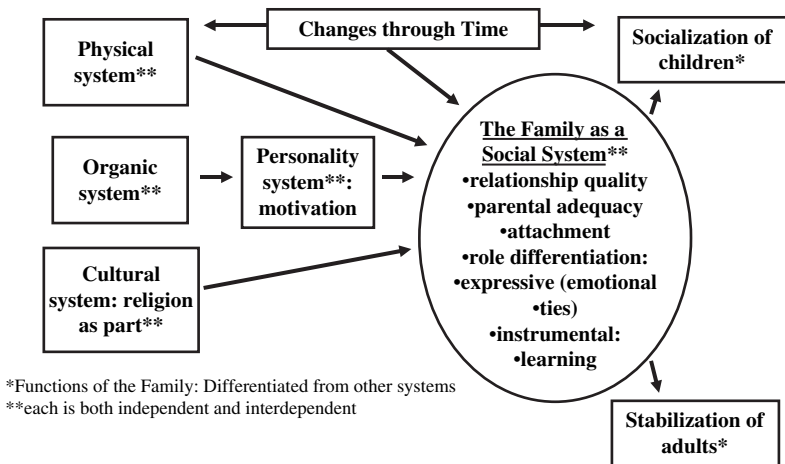 Changes through Time
Physical
system**
Socialization of
children*
Organic
system**
Personality
system**:
motivation
The Family as a
Social System**
•relationship quality
•parental adequacy
•attachment
•role differentiation:
•expressive (emotional
•ties)
•instrumental:
•learning
Cultural
system: religion
as part**
*Functions of the Family: Differentiated from other systems
**each is both independent and interdependent
Stabilization of
adults*